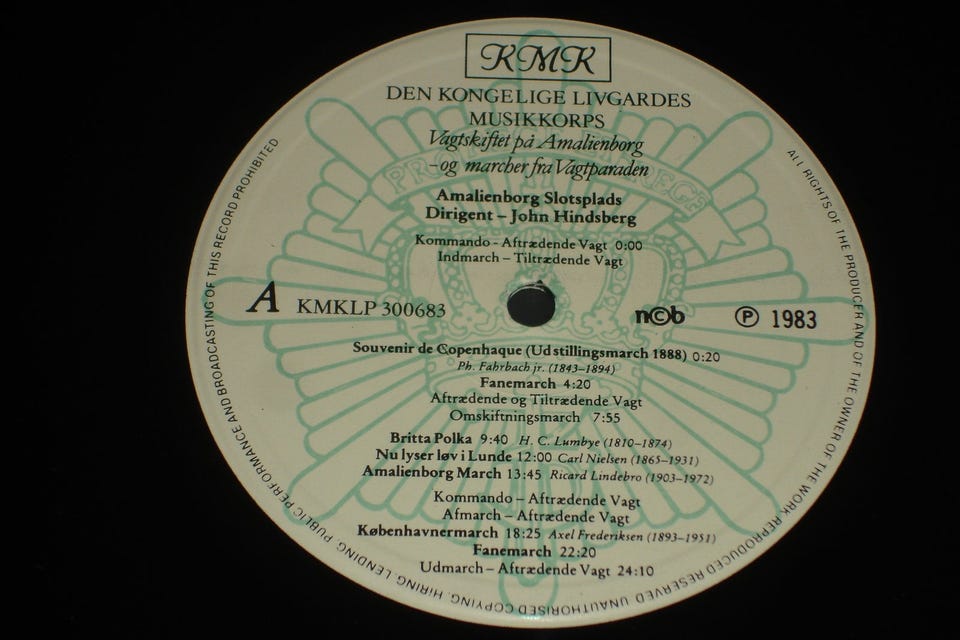 KMK
DEN KONGELIGE LIVGARDES
MUSIKKORPS
Vagtskiftet på Amalienborg
- og marcher fra Vagtparaden
Amalienborg Slotsplads
Dirigent – John Hindsberg
Kommando - Aftrædende Vagt 0:00
Indmarch – Tiltrædende Vagt
A KMKLP 300683
n©b ℗ 1983
Souvenir de Copenhaque (Udstillingsmarch 1888) 0:20
Ph. Fahrbach jr. (1843–1894)
Fanemarch 4:20
Aftrædende og Tiltrædende Vagt
Omskiftningsmarch 7:55
Britta Polka 9:40 H. C. Lumbye (1810–1874)
Nu lyser løv i Lunde 12:00 Carl Nielsen (1865–1931)
Amalienborg March 13:45 Ricard Lindebro (1903–1972)
Kommando – Aftrædende Vagt
Afmarch – Aftrædende Vagt
Københavnermarch 18:25 Axel Frederiksen (1893–1951)
Fanemarch 22:20
Udmarch – Aftrædende Vagt 24:10
ALL RIGHTS OF THE PRODUCER AND OF THE OWNER OF THE WORK REPRODUCED RESERVED. UNAUTHORISED COPYING, HIRING, LENDING, PUBLIC PERFORMANCE AND BROADCASTING OF THIS RECORD PROHIBITED
PRO
REGE